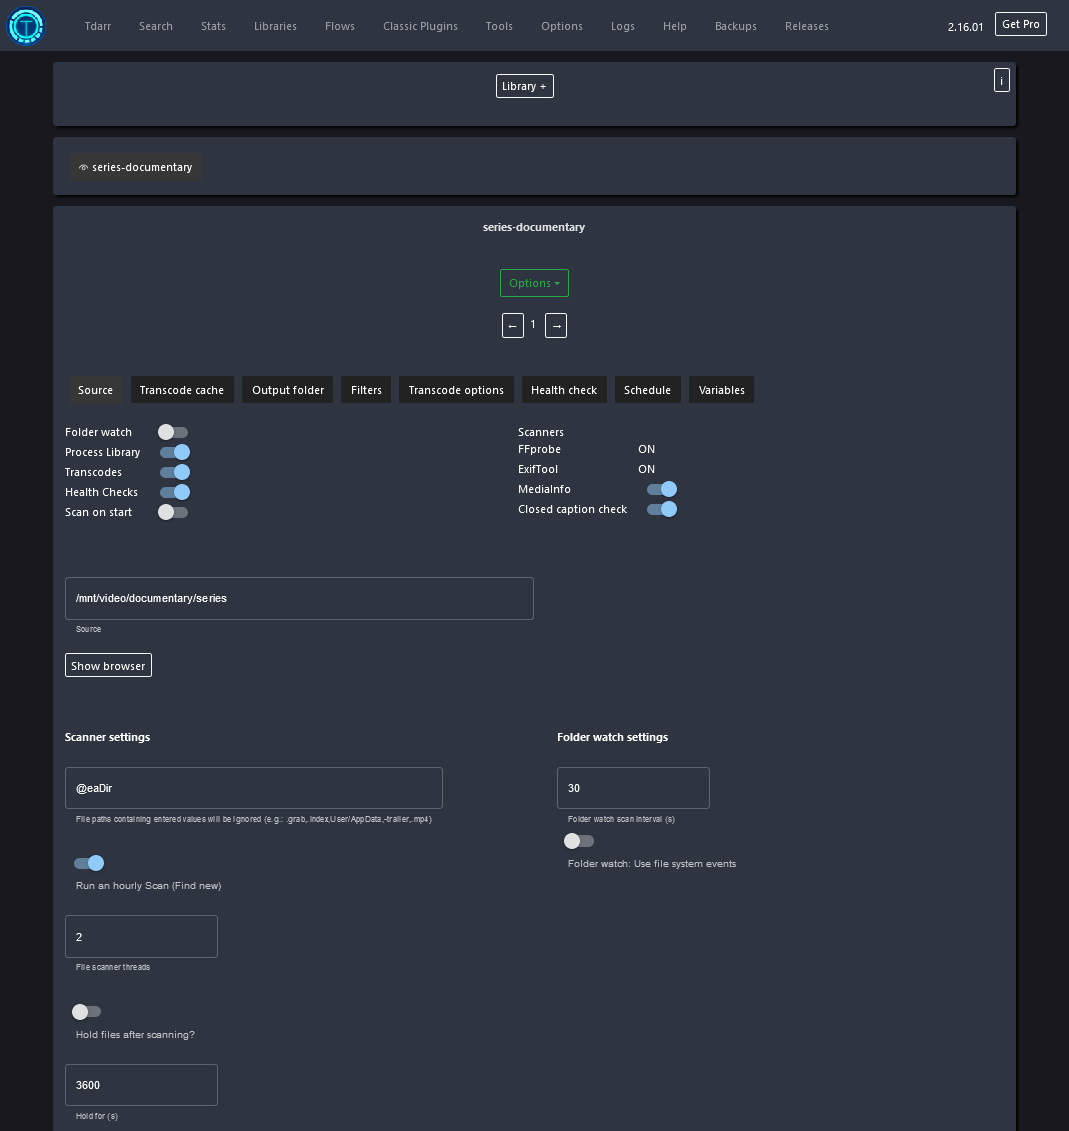 Tdarr Search Stats Libraries Flows Classic Plugins Tools Options Logs Help Backups Releases 2.16.01 Get Pro
Library +
i
series-documentary
series-documentary
Options
← 1 →
Source Transcode cache Output folder Filters Transcode options Health check Schedule Variables
Folder watch
Process Library
Transcodes
Health Checks
Scan on start
Scanners
FFprobe ON
ExifTool ON
MediaInfo
Closed caption check
/mnt/video/documentary/series
Source
Show browser
Scanner settings
@eaDir
File paths containing entered values will be ignored (e.g.: .grab,.index,User/AppData,-trailer,.mp4)
Run an hourly Scan (Find new)
2
File scanner threads
Hold files after scanning?
3600
Hold for (s)
Folder watch settings
30
Folder watch scan interval (s)
Folder watch: Use file system events